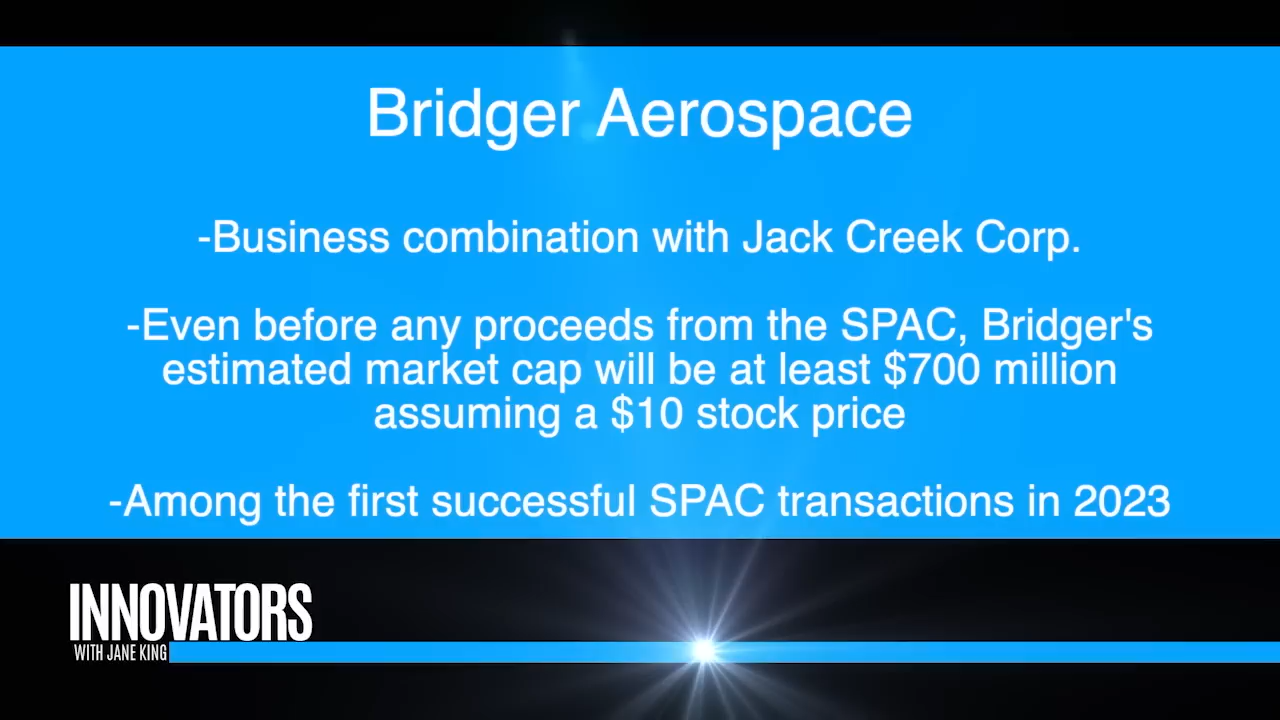 Bridger Aerospace
-Business combination with Jack Creek Corp.
-Even before any proceeds from the SPAC, Bridger's
estimated market cap will be at least $700 million
assuming a $10 stock price
-Among the first successful SPAC transactions in 2023
INNOVATORS
WITH JANE KING